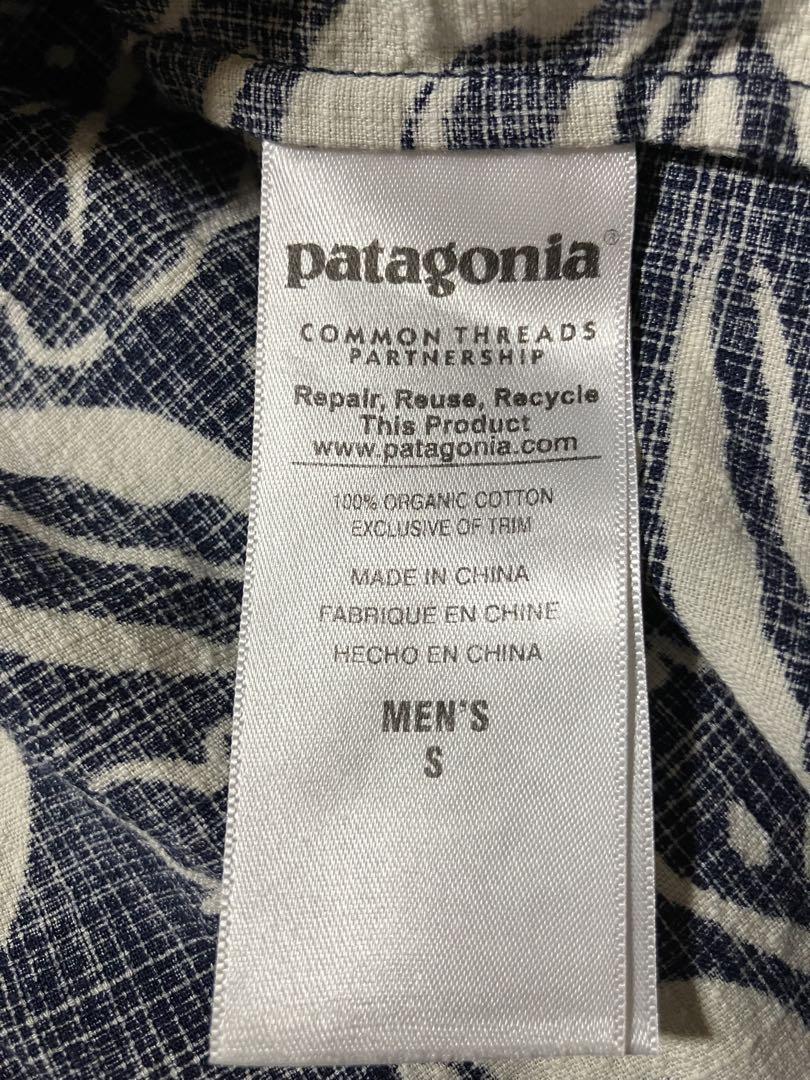 patagonia®
COMMON THREADS
PARTNERSHIP
Repair, Reuse, Recycle
This Product
www.patagonia.com
100% ORGANIC COTTON
EXCLUSIVE OF TRIM
MADE IN CHINA
FABRIQUE EN CHINE
HECHO EN CHINA
MEN'S
S